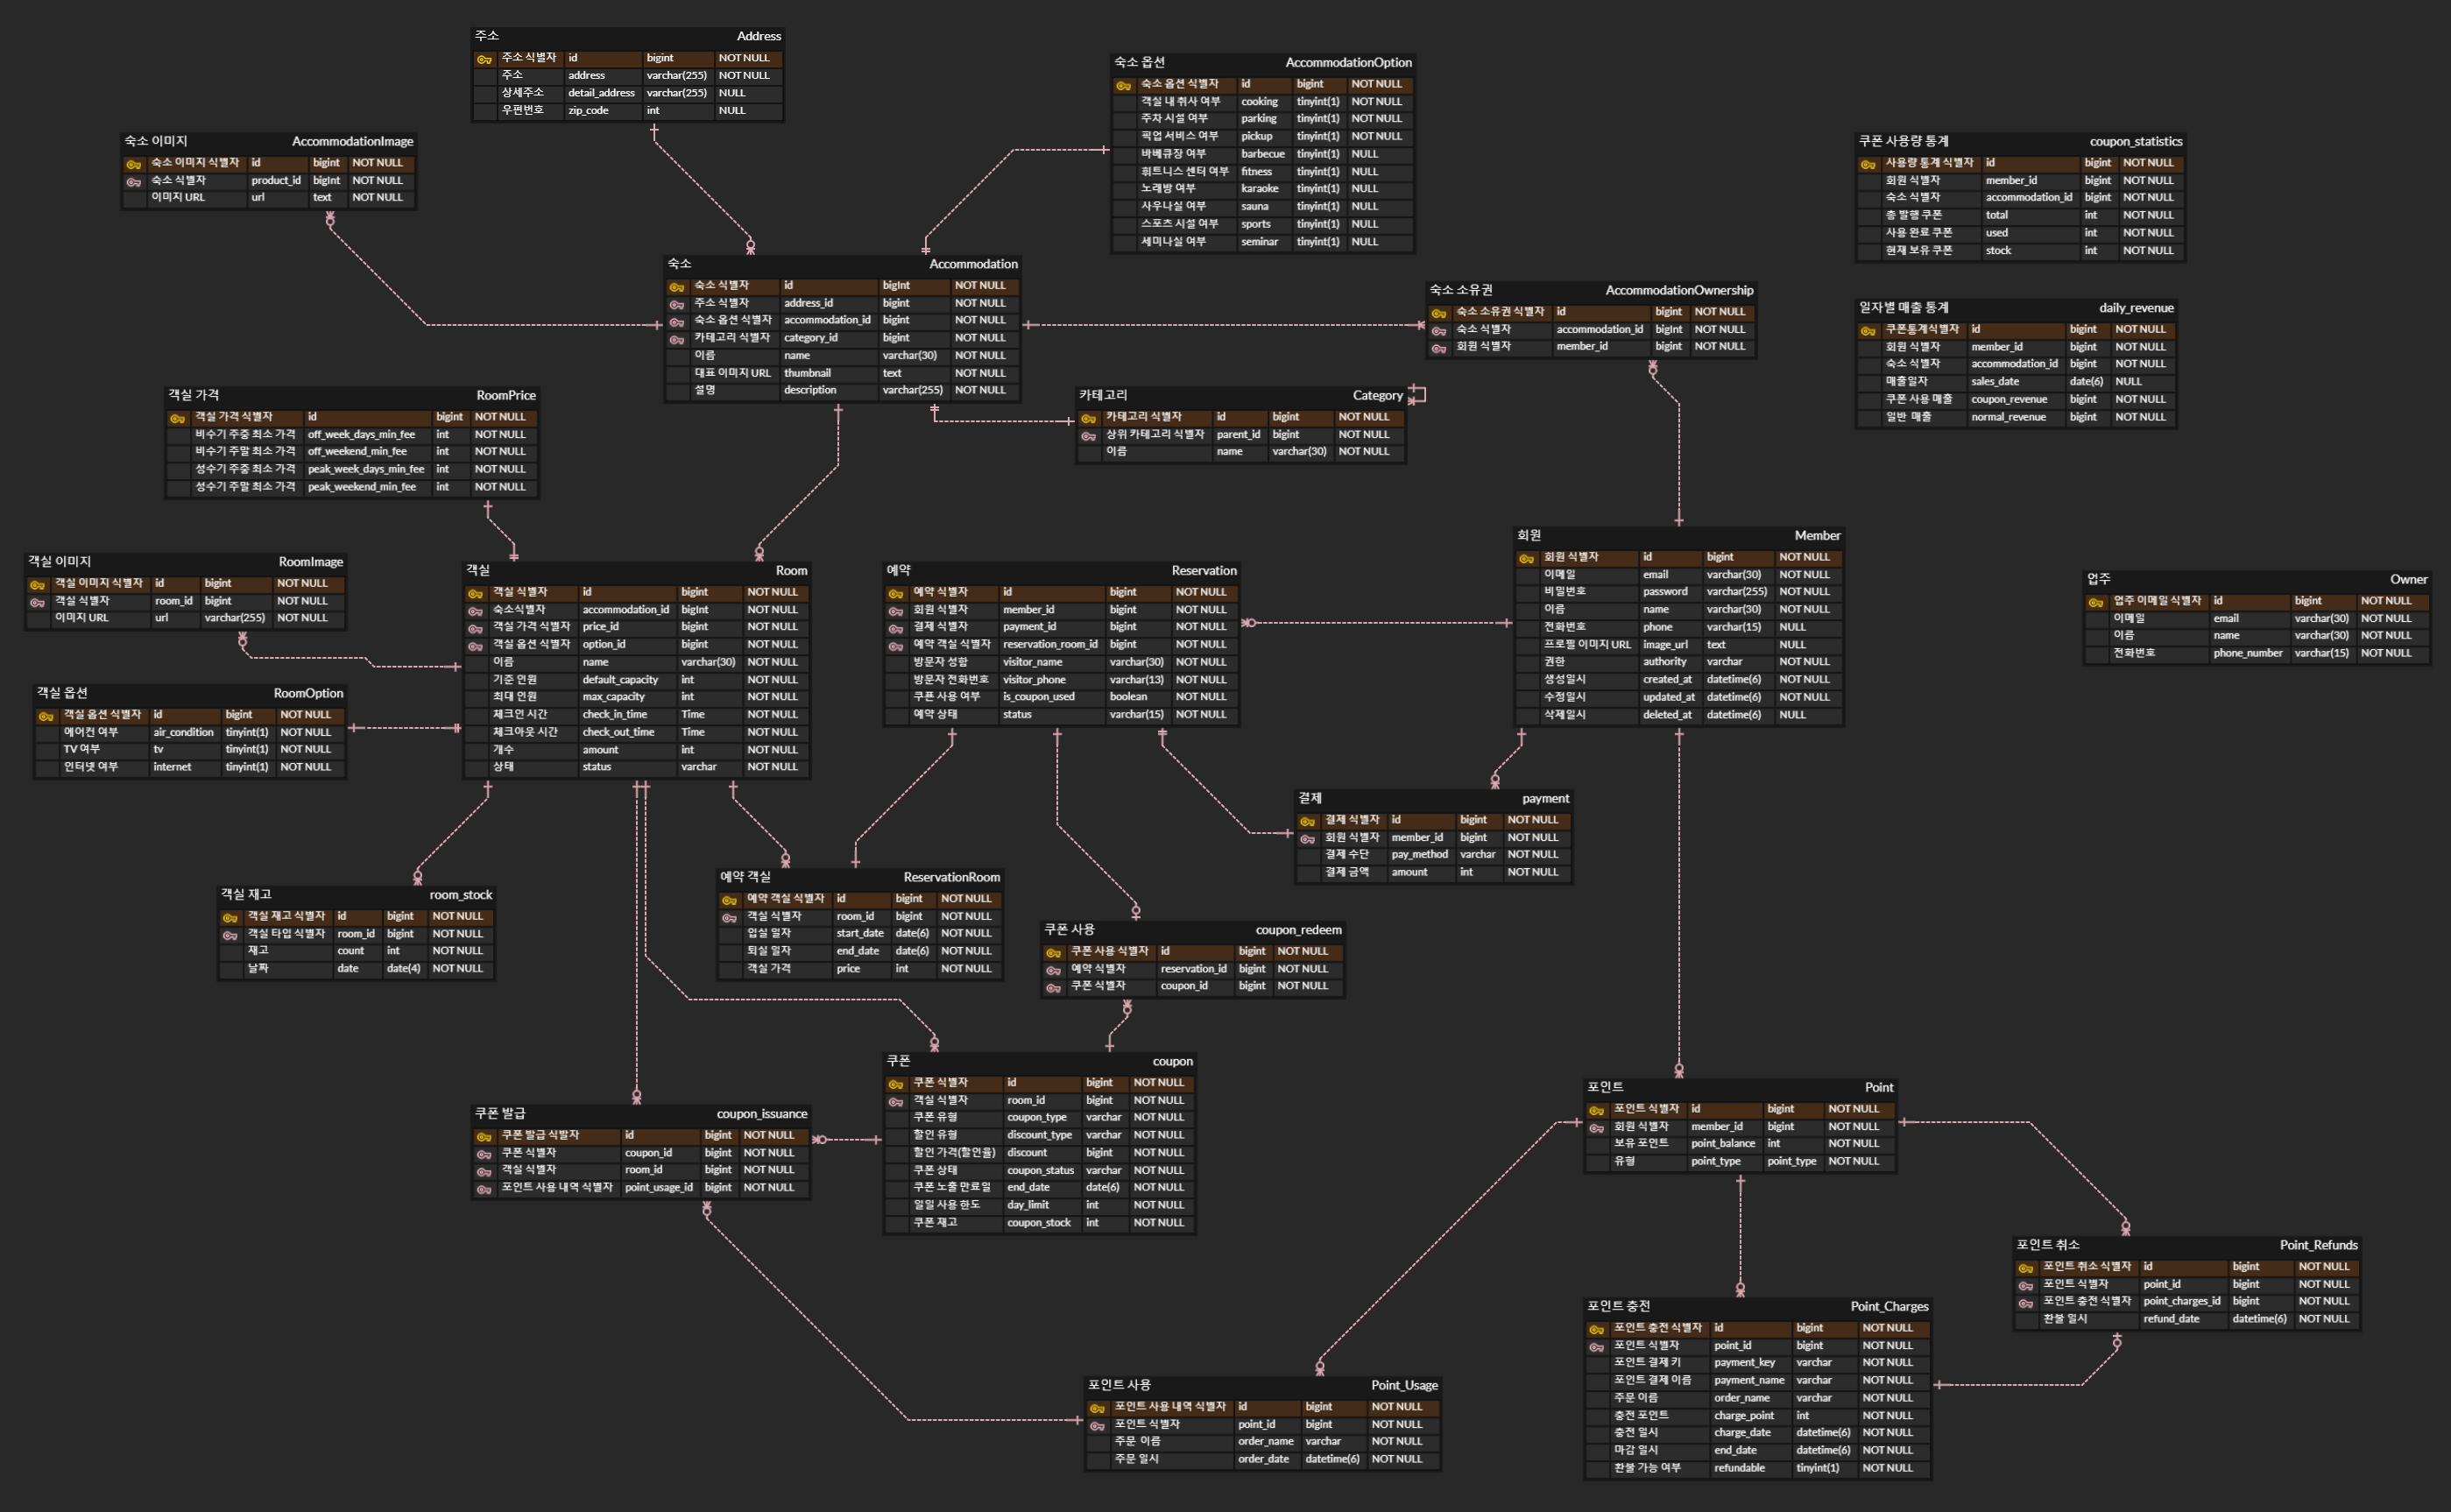 주소 Address
주소 식별자 id bigint NOT NULL
주소 address varchar(255) NOT NULL
상세주소 detail_address varchar(255) NULL
우편번호 zip_code int NULL
숙소 옵션 AccommodationOption
숙소 옵션 식별자 id bigint NOT NULL
객실 내 취사 여부 cooking tinyint(1) NOT NULL
주차 시설 여부 parking tinyint(1) NOT NULL
픽업 서비스 여부 pickup tinyint(1) NOT NULL
바베큐장 여부 barbecue tinyint(1) NULL
휘트니스 센터 여부 fitness tinyint(1) NULL
노래방 여부 karaoke tinyint(1) NULL
사우나실 여부 sauna tinyint(1) NULL
스포츠 시설 여부 sports tinyint(1) NULL
세미나실 여부 seminar tinyint(1) NULL
숙소 이미지 AccommodationImage
숙소 이미지 식별자 id bigint NOT NULL
숙소 식별자 product_id bigInt NOT NULL
이미지 URL url text NOT NULL
쿠폰 사용량 통계 coupon_statistics
사용량 통계 식별자 id bigint NOT NULL
회원 식별자 member_id bigint NOT NULL
숙소 식별자 accommodation_id bigint NOT NULL
총 발행 쿠폰 total int NOT NULL
사용 완료 쿠폰 used int NOT NULL
현재 보유 쿠폰 stock int NOT NULL
숙소 Accommodation
숙소 식별자 id bigInt NOT NULL
주소 식별자 address_id bigint NOT NULL
숙소 옵션 식별자 accommodation_id bigint NOT NULL
카테고리 식별자 category_id bigint NOT NULL
이름 name varchar(30) NOT NULL
대표 이미지 URL thumbnail text NOT NULL
설명 description varchar(255) NOT NULL
숙소 소유권 AccommodationOwnership
숙소 소유권 식별자 id bigint NOT NULL
숙소 식별자 accommodation_id bigInt NOT NULL
회원 식별자 member_id bigint NOT NULL
일자별 매출 통계 daily_revenue
쿠폰통계식별자 id bigint NOT NULL
회원 식별자 member_id bigint NOT NULL
숙소 식별자 accommodation_id bigint NOT NULL
매출일자 sales_date date(6) NULL
쿠폰 사용 매출 coupon_revenue bigint NOT NULL
일반 매출 normal_revenue bigint NOT NULL
객실 가격 RoomPrice
객실 가격 식별자 id bigint NOT NULL
비수기 주중 최소 가격 off_week_days_min_fee int NOT NULL
비수기 주말 최소 가격 off_weekend_min_fee int NOT NULL
성수기 주중 최소 가격 peak_week_days_min_fee int NOT NULL
성수기 주말 최소 가격 peak_weekend_min_fee int NOT NULL
카테고리 Category
카테고리 식별자 id bigint NOT NULL
상위 카테고리 식별자 parent_id bigint NOT NULL
이름 name varchar(30) NOT NULL
객실 이미지 RoomImage
객실 이미지 식별자 id bigint NOT NULL
객실 식별자 room_id bigint NOT NULL
이미지 URL url varchar(255) NOT NULL
객실 Room
객실 식별자 id bigint NOT NULL
숙소식별자 accommodation_id bigInt NOT NULL
객실 가격 식별자 price_id bigint NOT NULL
객실 옵션 식별자 option_id bigint NOT NULL
이름 name varchar(30) NOT NULL
기준 인원 default_capacity int NOT NULL
최대 인원 max_capacity int NOT NULL
체크인 시간 check_in_time Time NOT NULL
체크아웃 시간 check_out_time Time NOT NULL
개수 amount int NOT NULL
상태 status varchar NOT NULL
예약 Reservation
예약 식별자 id bigint NOT NULL
회원 식별자 member_id bigint NOT NULL
결제 식별자 payment_id bigint NOT NULL
예약 객실 식별자 reservation_room_id bigint NOT NULL
방문자 성함 visitor_name varchar(30) NOT NULL
방문자 전화번호 visitor_phone varchar(13) NOT NULL
쿠폰 사용 여부 is_coupon_used boolean NOT NULL
예약 상태 status varchar(15) NOT NULL
회원 Member
회원 식별자 id bigint NOT NULL
이메일 email varchar(30) NOT NULL
비밀번호 password varchar(255) NOT NULL
이름 name varchar(30) NOT NULL
전화번호 phone varchar(15) NULL
프로필 이미지 URL image_url text NULL
권한 authority varchar NOT NULL
생성일시 created_at datetime(6) NOT NULL
수정일시 updated_at datetime(6) NOT NULL
삭제일시 deleted_at datetime(6) NULL
업주 Owner
업주 이메일 식별자 id bigint NOT NULL
이메일 email varchar(30) NOT NULL
이름 name varchar(30) NOT NULL
전화번호 phone_number varchar(15) NOT NULL
객실 옵션 RoomOption
객실 옵션 식별자 id bigint NOT NULL
에어컨 여부 air_condition tinyint(1) NOT NULL
TV 여부 tv tinyint(1) NOT NULL
인터넷 여부 internet tinyint(1) NOT NULL
결제 payment
결제 식별자 id bigint NOT NULL
회원 식별자 member_id bigint NOT NULL
결제 수단 pay_method varchar NOT NULL
결제 금액 amount int NOT NULL
객실 재고 room_stock
객실 재고 식별자 id bigint NOT NULL
객실 타입 식별자 room_id bigint NOT NULL
재고 count int NOT NULL
날짜 date date(4) NOT NULL
예약 객실 ReservationRoom
예약 객실 식별자 id bigint NOT NULL
객실 식별자 room_id bigint NOT NULL
입실 일자 start_date date(6) NOT NULL
퇴실 일자 end_date date(6) NOT NULL
객실 가격 price int NOT NULL
쿠폰 사용 coupon_redeem
쿠폰 사용 식별자 id bigint NOT NULL
예약 식별자 reservation_id bigint NOT NULL
쿠폰 식별자 coupon_id bigint NOT NULL
쿠폰 coupon
쿠폰 식별자 id bigint NOT NULL
객실 식별자 room_id bigint NOT NULL
쿠폰 유형 coupon_type varchar NOT NULL
할인 유형 discount_type varchar NOT NULL
할인 가격(할인율) discount bigint NOT NULL
쿠폰 상태 coupon_status varchar NOT NULL
쿠폰 노출 만료일 end_date date(6) NOT NULL
일일 사용 한도 day_limit int NOT NULL
쿠폰 재고 coupon_stock int NOT NULL
쿠폰 발급 coupon_issuance
쿠폰 발급 식발자 id bigint NOT NULL
쿠폰 식별자 coupon_id bigint NOT NULL
객실 식별자 room_id bigint NOT NULL
포인트 사용 내역 식별자 point_usage_id bigint NOT NULL
포인트 Point
포인트 식별자 id bigint NOT NULL
회원 식별자 member_id bigint NOT NULL
보유 포인트 point_balance int NOT NULL
유형 point_type point_type NOT NULL
포인트 취소 Point_Refunds
포인트 취소 식별자 id bigint NOT NULL
포인트 식별자 point_id bigint NOT NULL
포인트 충전 식별자 point_charges_id bigint NOT NULL
환불 일시 refund_date datetime(6) NOT NULL
포인트 충전 Point_Charges
포인트 충전 식별자 id bigint NOT NULL
포인트 식별자 point_id bigint NOT NULL
포인트 결제 키 payment_key varchar NOT NULL
포인트 결제 이름 payment_name varchar NOT NULL
주문 이름 order_name varchar NOT NULL
충전 포인트 charge_point int NOT NULL
충전 일시 charge_date datetime(6) NOT NULL
마감 일시 end_date datetime(6) NOT NULL
환불 가능 여부 refundable tinyint(1) NOT NULL
포인트 사용 Point_Usage
포인트 사용 내역 식별자 id bigint NOT NULL
포인트 식별자 point_id bigint NOT NULL
주문 이름 order_name varchar NOT NULL
주문 일시 order_date datetime(6) NOT NULL